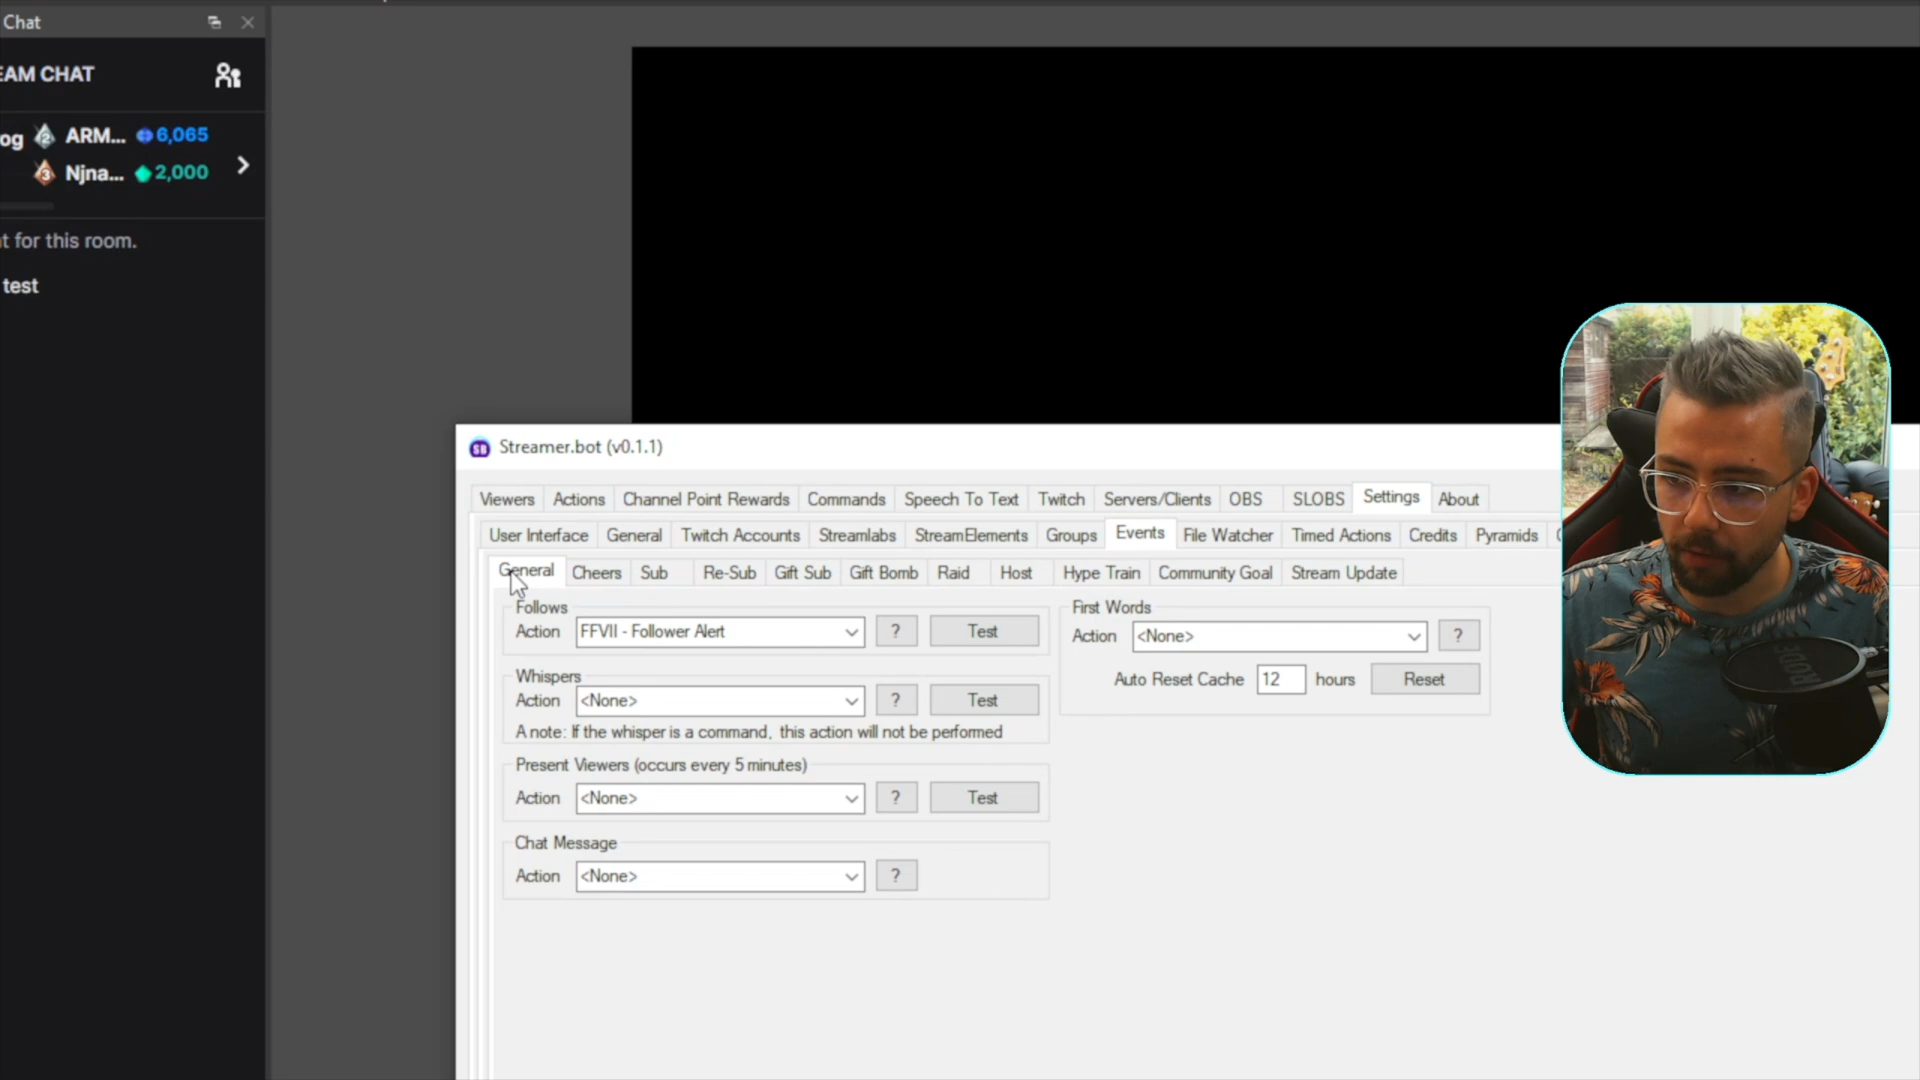 Chat
EAM CHAT
og 2 ARM... 6,065
3 Njna... 2,000
t for this room.
test
SB Streamer.bot (v0.1.1)
Viewers Actions Channel Point Rewards Commands Speech To Text Twitch Servers/Clients OBS SLOBS Settings About
User Interface General Twitch Accounts Streamlabs StreamElements Groups Events File Watcher Timed Actions Credits Pyramids
General Cheers Sub Re-Sub Gift Sub Gift Bomb Raid Host Hype Train Community Goal Stream Update
Follows
Action FFVII - Follower Alert ? Test
Whispers
Action <None> ? Test
A note: If the whisper is a command, this action will not be performed
Present Viewers (occurs every 5 minutes)
Action <None> ? Test
Chat Message
Action <None> ?
First Words
Action <None> ?
Auto Reset Cache 12 hours Reset
RODE